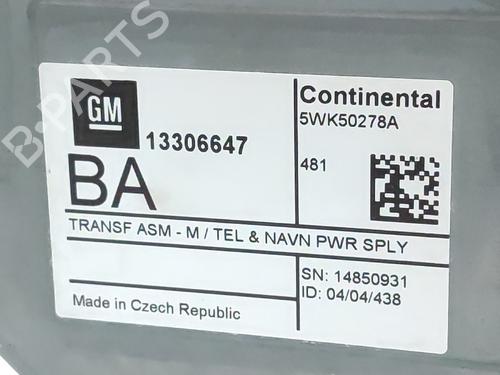 B-PARTS
GM
13306647
BA
Continental
5WK50278A
481
TRANSF ASM - M / TEL & NAVN PWR SPLY
SN: 14850931
ID: 04/04/438
Made in Czech Republic